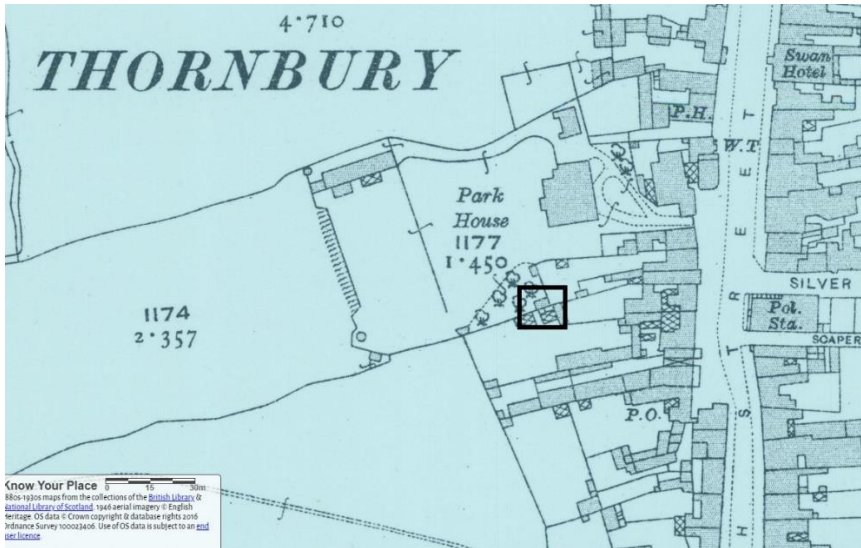 4·710
THORNBURY
Swan
Hotel
P.H.
W.T
Park
House
1177
1·450
1174
2·357
SILVER
Pol.
Sta.
SOAPER
P.O.
H S T R E E T
Know Your Place
0 15 30m
1880s-1930s maps from the collections of the British Library &
National Library of Scotland. 1946 aerial imagery © English
Heritage. OS data © Crown copyright & database rights 2016
Ordnance Survey 100023406. Use of OS data is subject to an end
user licence.